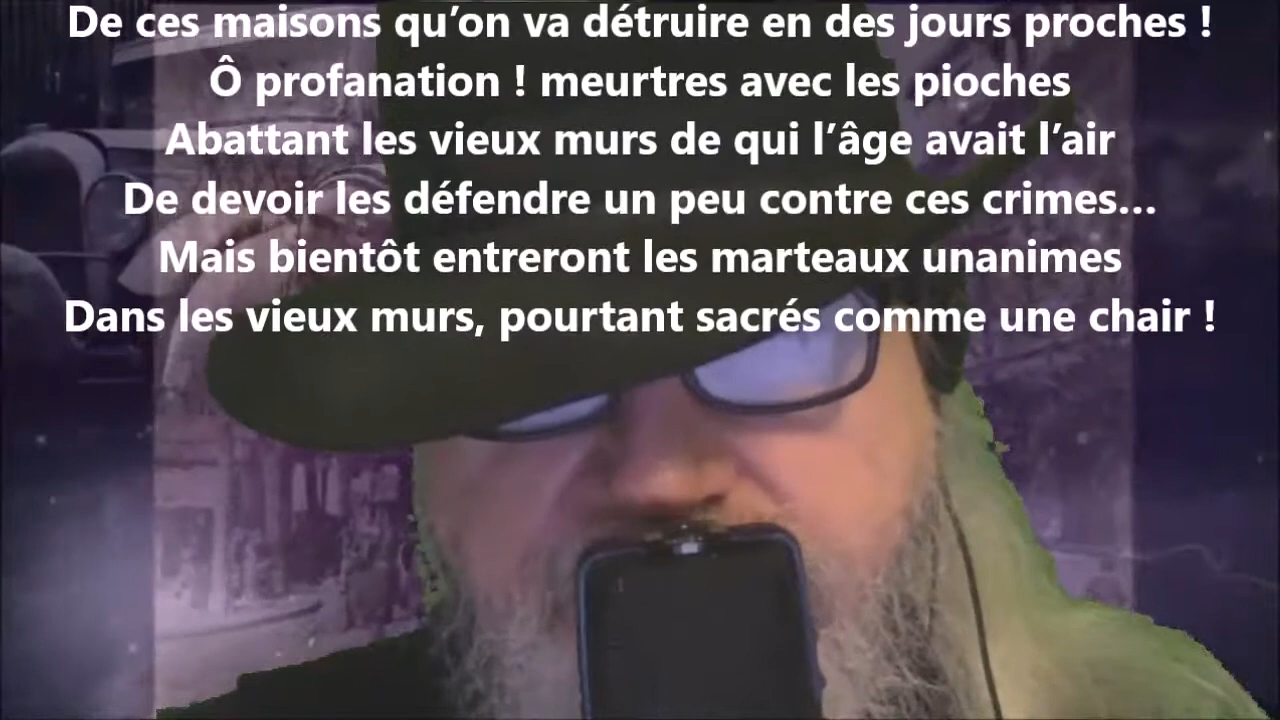 De ces maisons qu’on va détruire en des jours proches !
Ô profanation ! meurtres avec les pioches
Abattant les vieux murs de qui l’âge avait l’air
De devoir les défendre un peu contre ces crimes…
Mais bientôt entreront les marteaux unanimes
Dans les vieux murs, pourtant sacrés comme une chair !